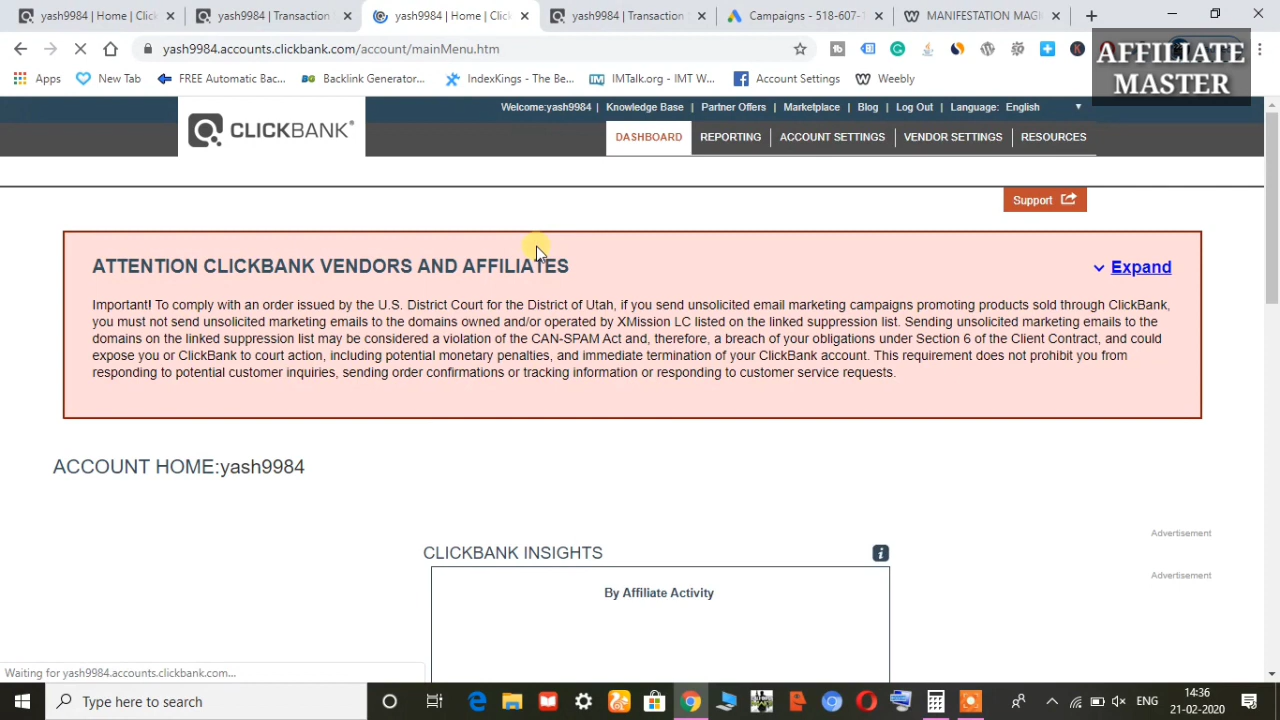 yash9984 | Home | Click
yash9984 | Transaction
yash9984 | Home | Click
yash9984 | Transaction
Campaigns - 518-607-1
MANIFESTATION MAGI
yash9984.accounts.clickbank.com/account/mainMenu.htm
AFFILIATE
MASTER
Apps
New Tab
FREE Automatic Bac...
Backlink Generator...
IndexKings - The Be...
IMTalk.org - IMT W...
Account Settings
Weebly
Welcome:yash9984 | Knowledge Base | Partner Offers | Marketplace | Blog | Log Out | Language: English
CLICKBANK®
DASHBOARD
REPORTING
ACCOUNT SETTINGS
VENDOR SETTINGS
RESOURCES
Support
ATTENTION CLICKBANK VENDORS AND AFFILIATES
Expand
Important! To comply with an order issued by the U.S. District Court for the District of Utah, if you send unsolicited email marketing campaigns promoting products sold through ClickBank,
you must not send unsolicited marketing emails to the domains owned and/or operated by XMission LC listed on the linked suppression list. Sending unsolicited marketing emails to the
domains on the linked suppression list may be considered a violation of the CAN-SPAM Act and, therefore, a breach of your obligations under Section 6 of the Client Contract, and could
expose you or ClickBank to court action, including potential monetary penalties, and immediate termination of your ClickBank account. This requirement does not prohibit you from
responding to potential customer inquiries, sending order confirmations or tracking information or responding to customer service requests.
ACCOUNT HOME:yash9984
Advertisement
CLICKBANK INSIGHTS
Advertisement
By Affiliate Activity
Waiting for yash9984.accounts.clickbank.com...
Type here to search
ENG
14:36
21-02-2020